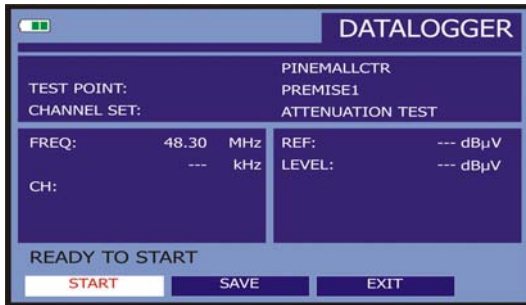 DATALOGGER
PINEMALLCTR
TEST POINT: PREMISE1
CHANNEL SET: ATTENUATION TEST
FREQ: 48.30 MHz REF: --- dBµV
--- kHz LEVEL: --- dBµV
CH:
READY TO START
START SAVE EXIT